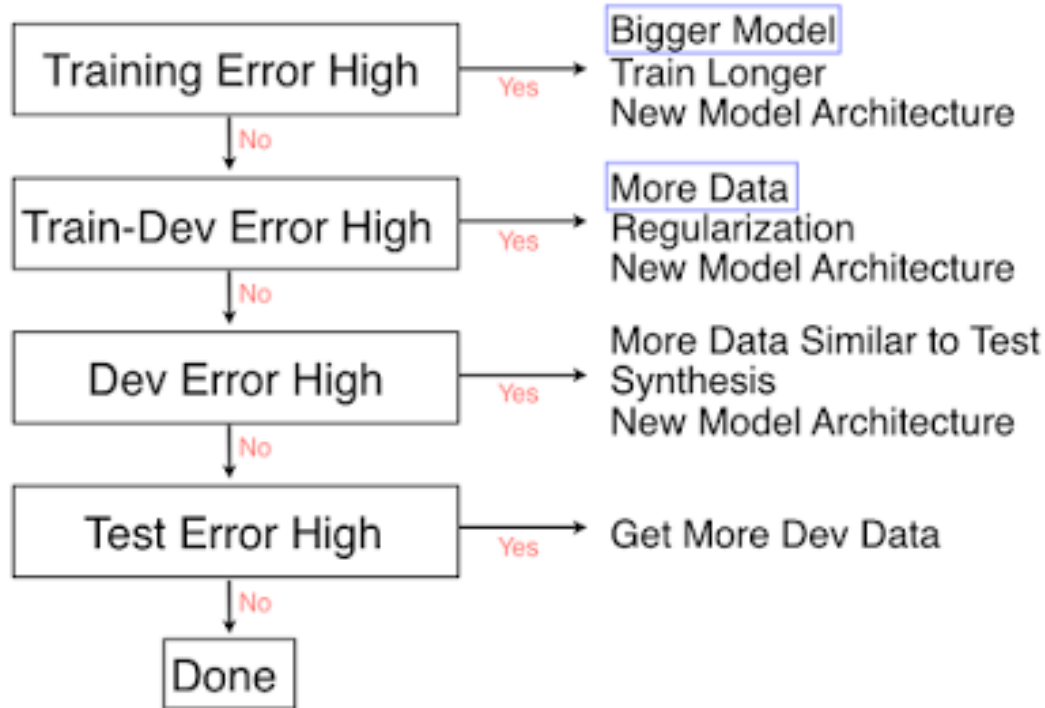 Training Error High
Yes
Bigger Model
Train Longer
New Model Architecture
No
Train-Dev Error High
Yes
More Data
Regularization
New Model Architecture
No
Dev Error High
Yes
More Data Similar to Test
Synthesis
New Model Architecture
No
Test Error High
Yes
Get More Dev Data
No
Done